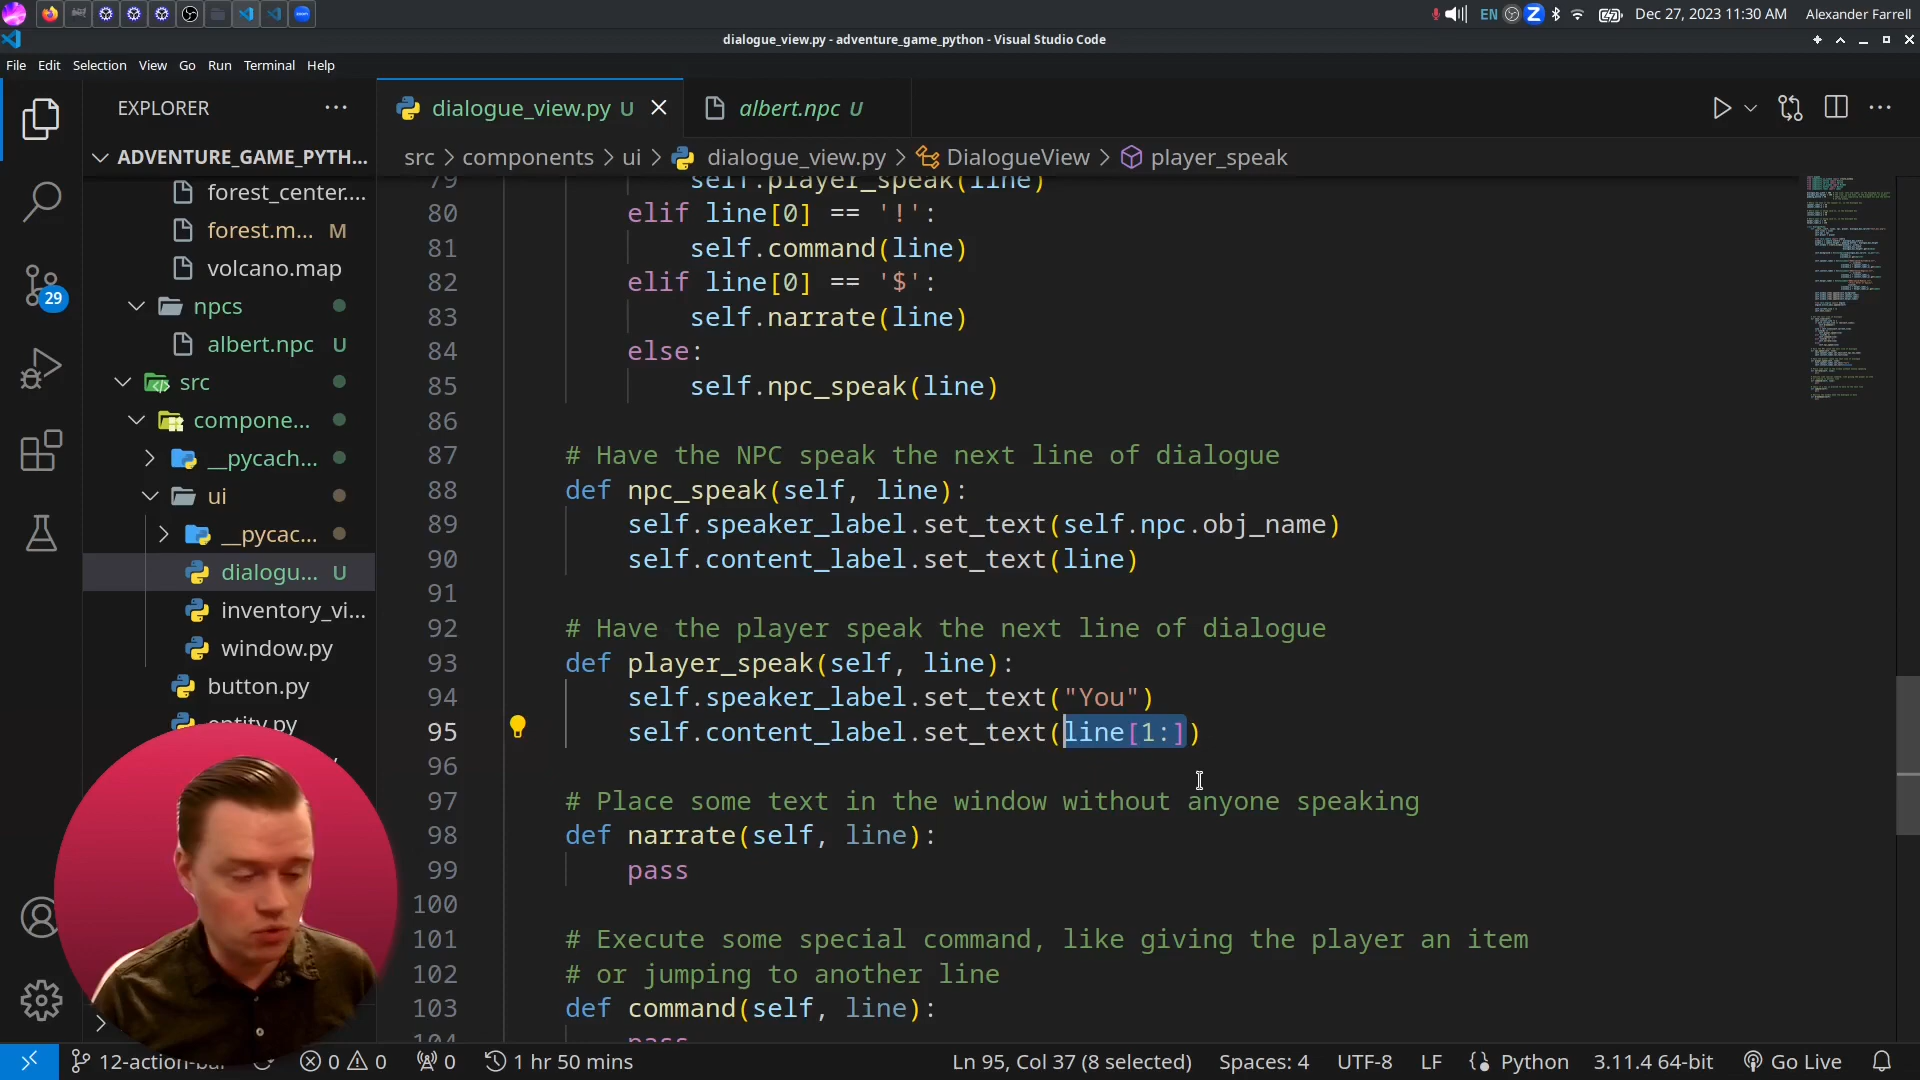 EN Z Dec 27, 2023 11:30 AM Alexander Farrell
dialogue_view.py - adventure_game_python - Visual Studio Code
File Edit Selection View Go Run Terminal Help
EXPLORER
dialogue_view.py U
albert.npc U
ADVENTURE_GAME_PYTH...
src > components > ui > dialogue_view.py > DialogueView > player_speak
forest_center....
forest.m... M
volcano.map
npcs
albert.npc U
src
compone...
__pycach...
ui
__pycac...
dialogu... U
inventory_vi...
window.py
button.py
entity.py
29
79 self.player_speak(line)
80 elif line[0] == '!':
81 self.command(line)
82 elif line[0] == '$':
83 self.narrate(line)
84 else:
85 self.npc_speak(line)
86
87 # Have the NPC speak the next line of dialogue
88 def npc_speak(self, line):
89 self.speaker_label.set_text(self.npc.obj_name)
90 self.content_label.set_text(line)
91
92 # Have the player speak the next line of dialogue
93 def player_speak(self, line):
94 self.speaker_label.set_text("You")
95 self.content_label.set_text(line[1:])
96
97 # Place some text in the window without anyone speaking
98 def narrate(self, line):
99 pass
100
101 # Execute some special command, like giving the player an item
102 # or jumping to another line
103 def command(self, line):
104 pass
12-action-bar 0 0 0 1 hr 50 mins Ln 95, Col 37 (8 selected) Spaces: 4 UTF-8 LF Python 3.11.4 64-bit Go Live